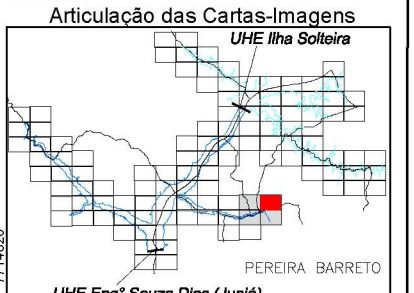 Articulação das Cartas-Imagens
UHE Ilha Solteira
PEREIRA BARRETO
UHE Engº Souza Dias (Jupiá)